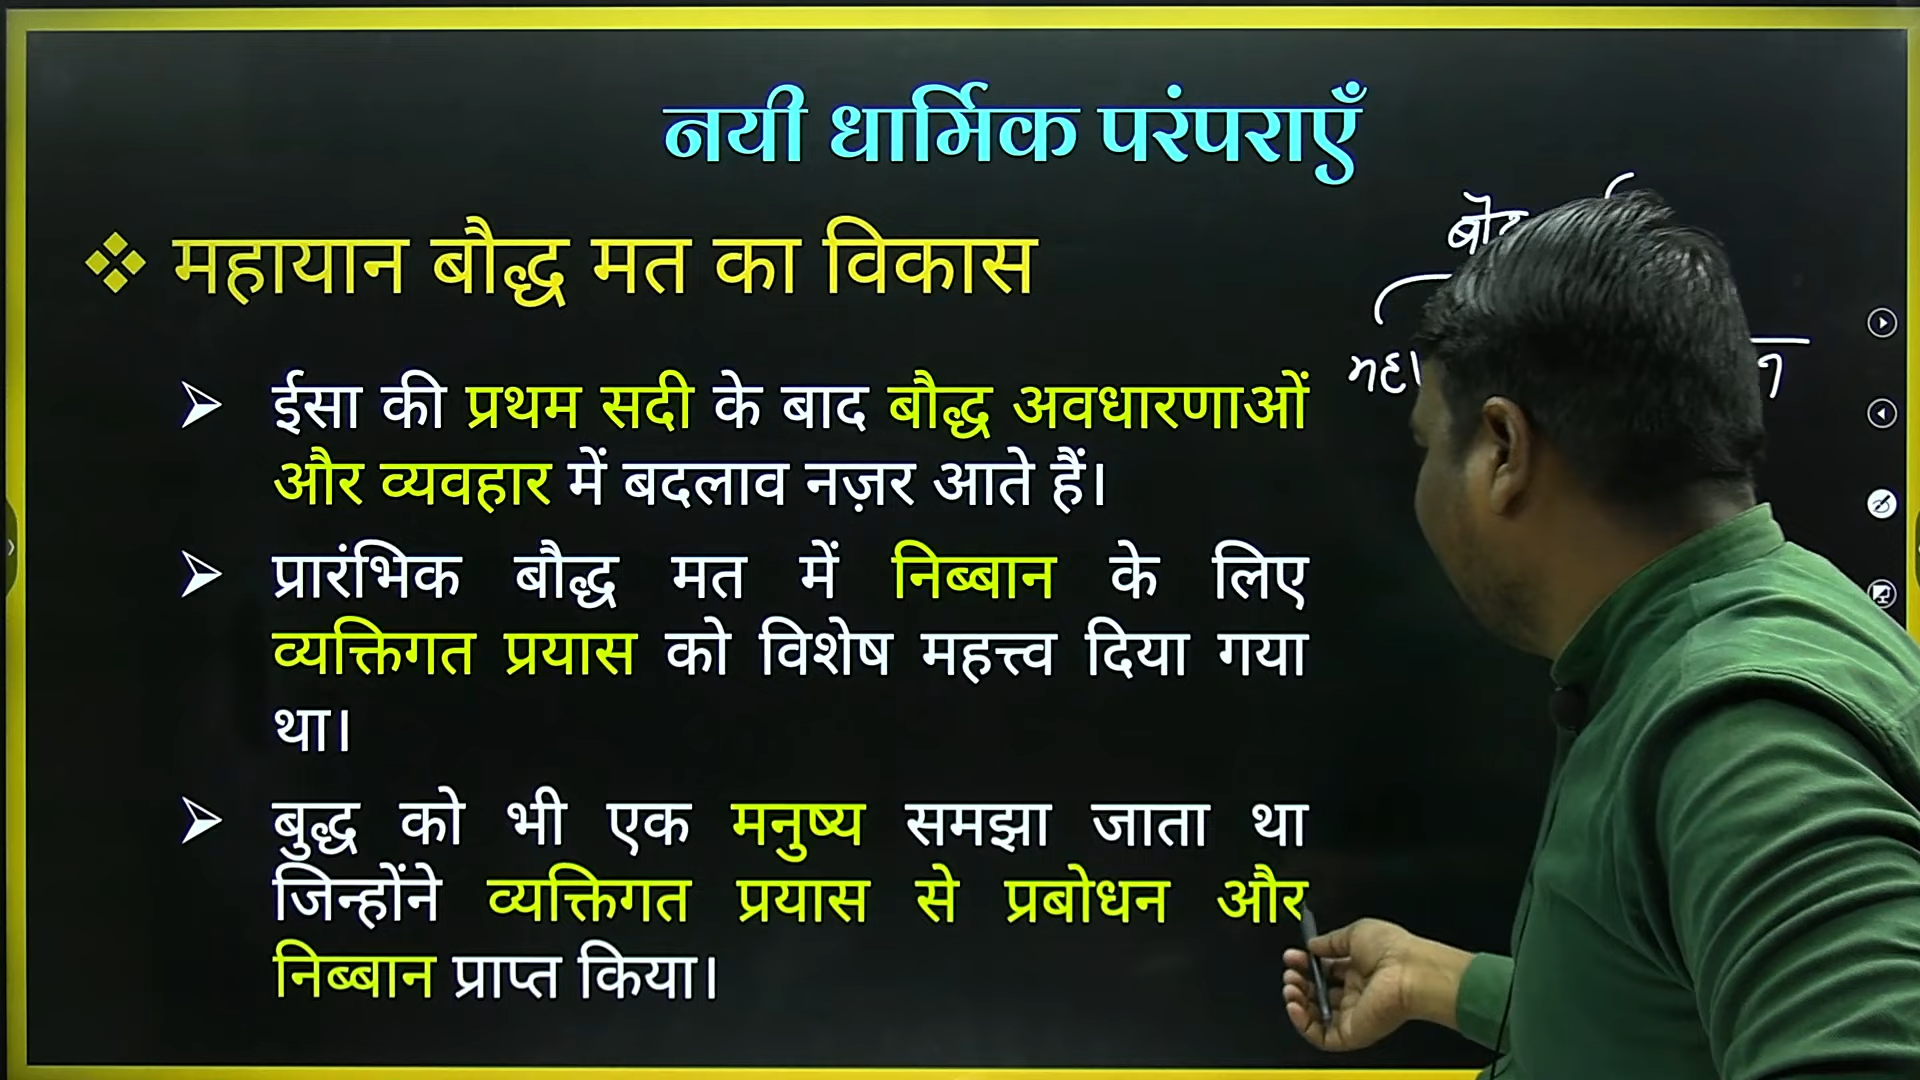 नयी धार्मिक परंपराएँ
महायान बौद्ध मत का विकास
ईसा की प्रथम सदी के बाद बौद्ध अवधारणाओं
और व्यवहार में बदलाव नज़र आते हैं।
प्रारंभिक बौद्ध मत में निब्बान के लिए
व्यक्तिगत प्रयास को विशेष महत्त्व दिया गया
था।
बुद्ध को भी एक मनुष्य समझा जाता था
जिन्होंने व्यक्तिगत प्रयास से प्रबोधन और
निब्बान प्राप्त किया।